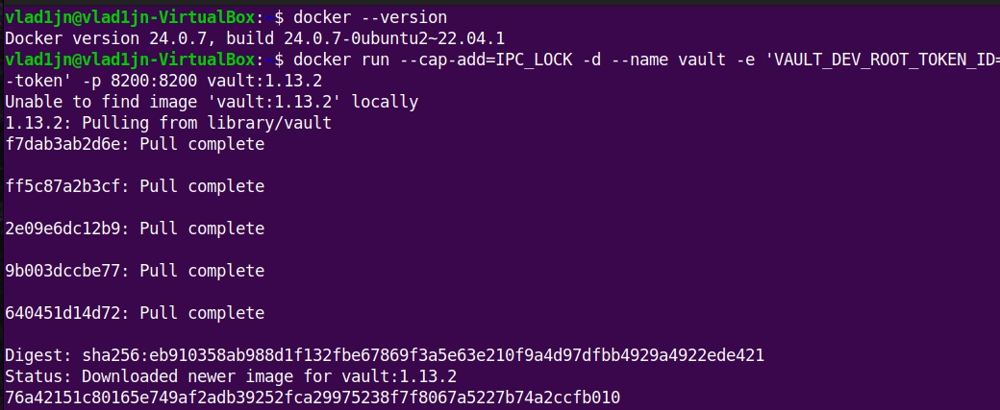 vlad1jn@vlad1jn-VirtualBox:~$ docker --version
Docker version 24.0.7, build 24.0.7-0ubuntu2~22.04.1
vlad1jn@vlad1jn-VirtualBox:~$ docker run --cap-add=IPC_LOCK -d --name vault -e 'VAULT_DEV_ROOT_TOKEN_ID=
-token' -p 8200:8200 vault:1.13.2
Unable to find image 'vault:1.13.2' locally
1.13.2: Pulling from library/vault
f7dab3ab2d6e: Pull complete
ff5c87a2b3cf: Pull complete
2e09e6dc12b9: Pull complete
9b003dccbe77: Pull complete
640451d14d72: Pull complete
Digest: sha256:eb910358ab988d1f132fbe67869f3a5e63e210f9a4d97dfbb4929a4922ede421
Status: Downloaded newer image for vault:1.13.2
76a42151c80165e749af2adb39252fca29975238f7f8067a5227b74a2ccfb010